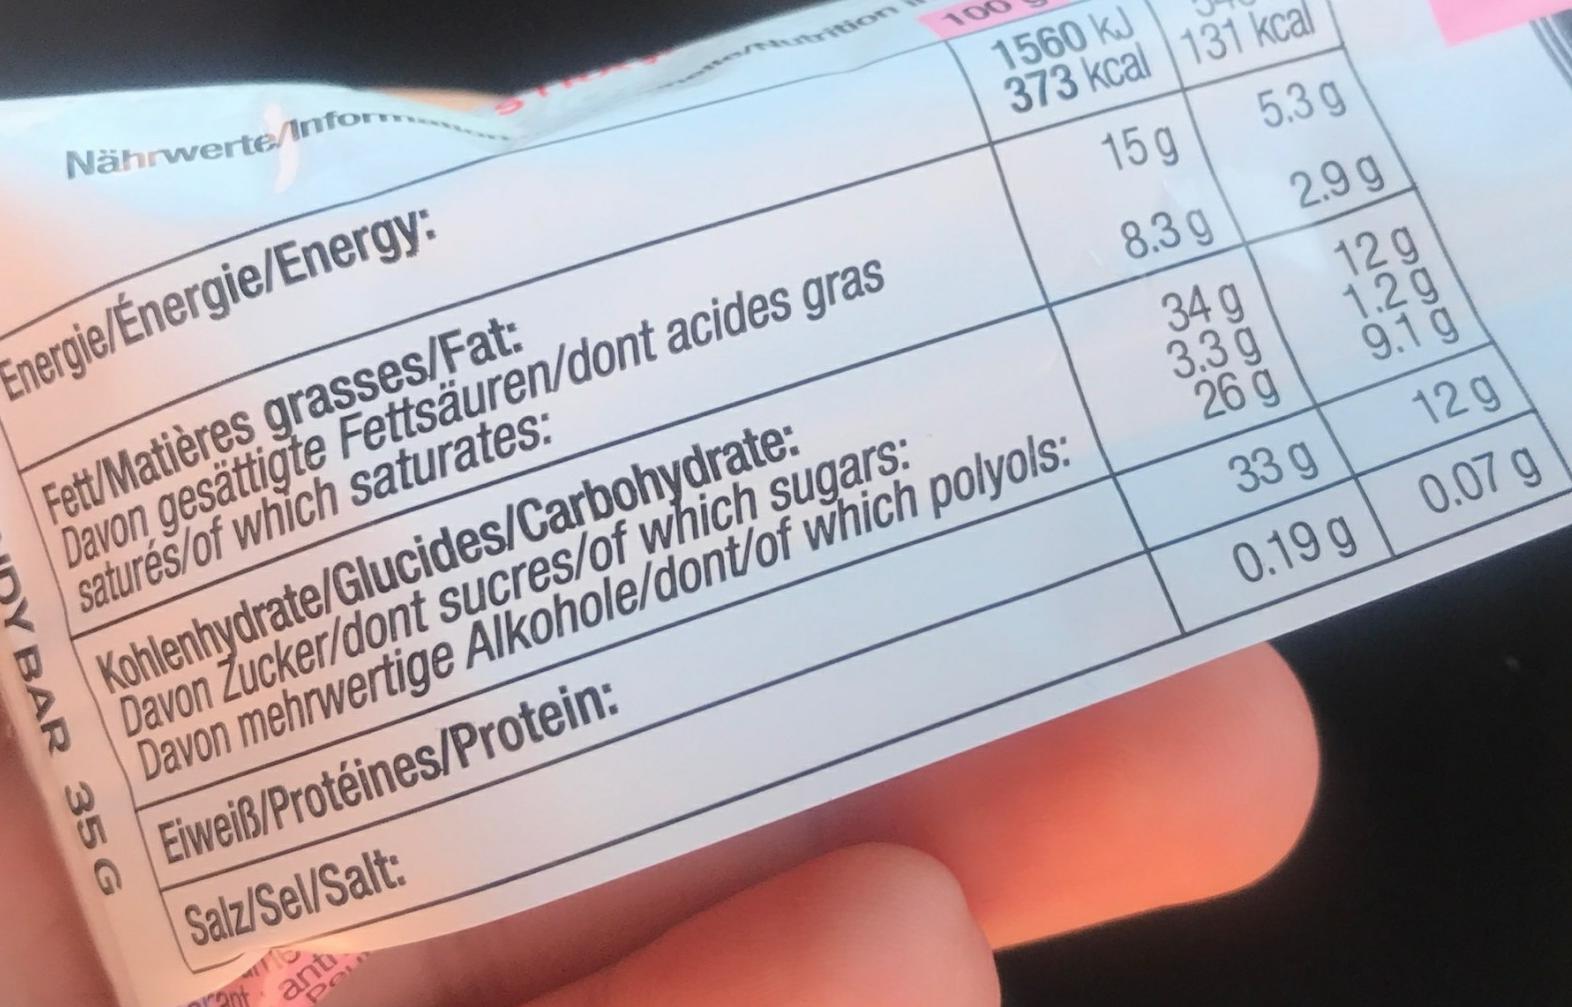 Nährwerte/
100
Energie/Énergie/Energy: 1560 kJ
373 kcal 131 kcal
Fett/Matières grasses/Fat: 15 g 5.3 g
Davon gesättigte Fettsäuren/dont acides gras
saturés/of which saturates: 8.3 g 2.9 g
Kohlenhydrate/Glucides/Carbohydrate: 34 g 12 g
Davon Zucker/dont sucres/of which sugars: 3.3 g 1.2 g
Davon mehrwertige Alkohole/dont/of which polyols: 26 g 9.1 g
Eiweiß/Protéines/Protein: 33 g 12 g
Salz/Sel/Salt: 0.19 g 0.07 g
BAR 35 G